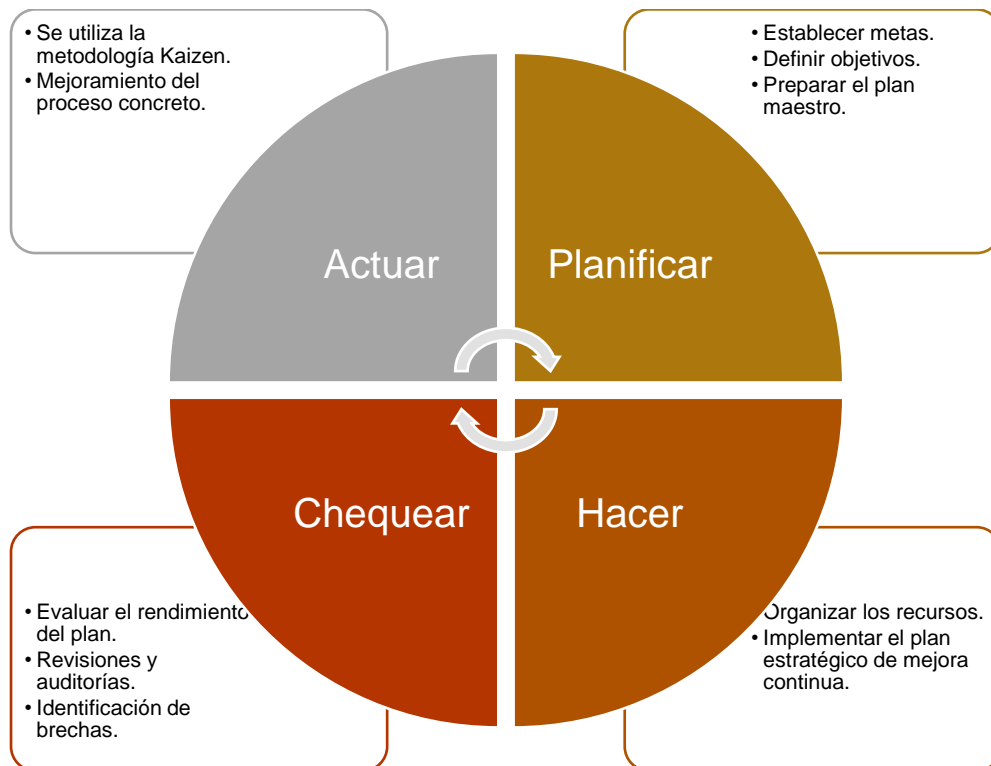 • Se utiliza la
metodología Kaizen.
• Mejoramiento del
proceso concreto.
• Establecer metas.
• Definir objetivos.
• Preparar el plan
maestro.
Actuar
Planificar
Chequear
Hacer
• Evaluar el rendimiento
del plan.
• Revisiones y
auditorías.
• Identificación de
brechas.
Organizar los recursos.
• Implementar el plan
estratégico de mejora
continua.